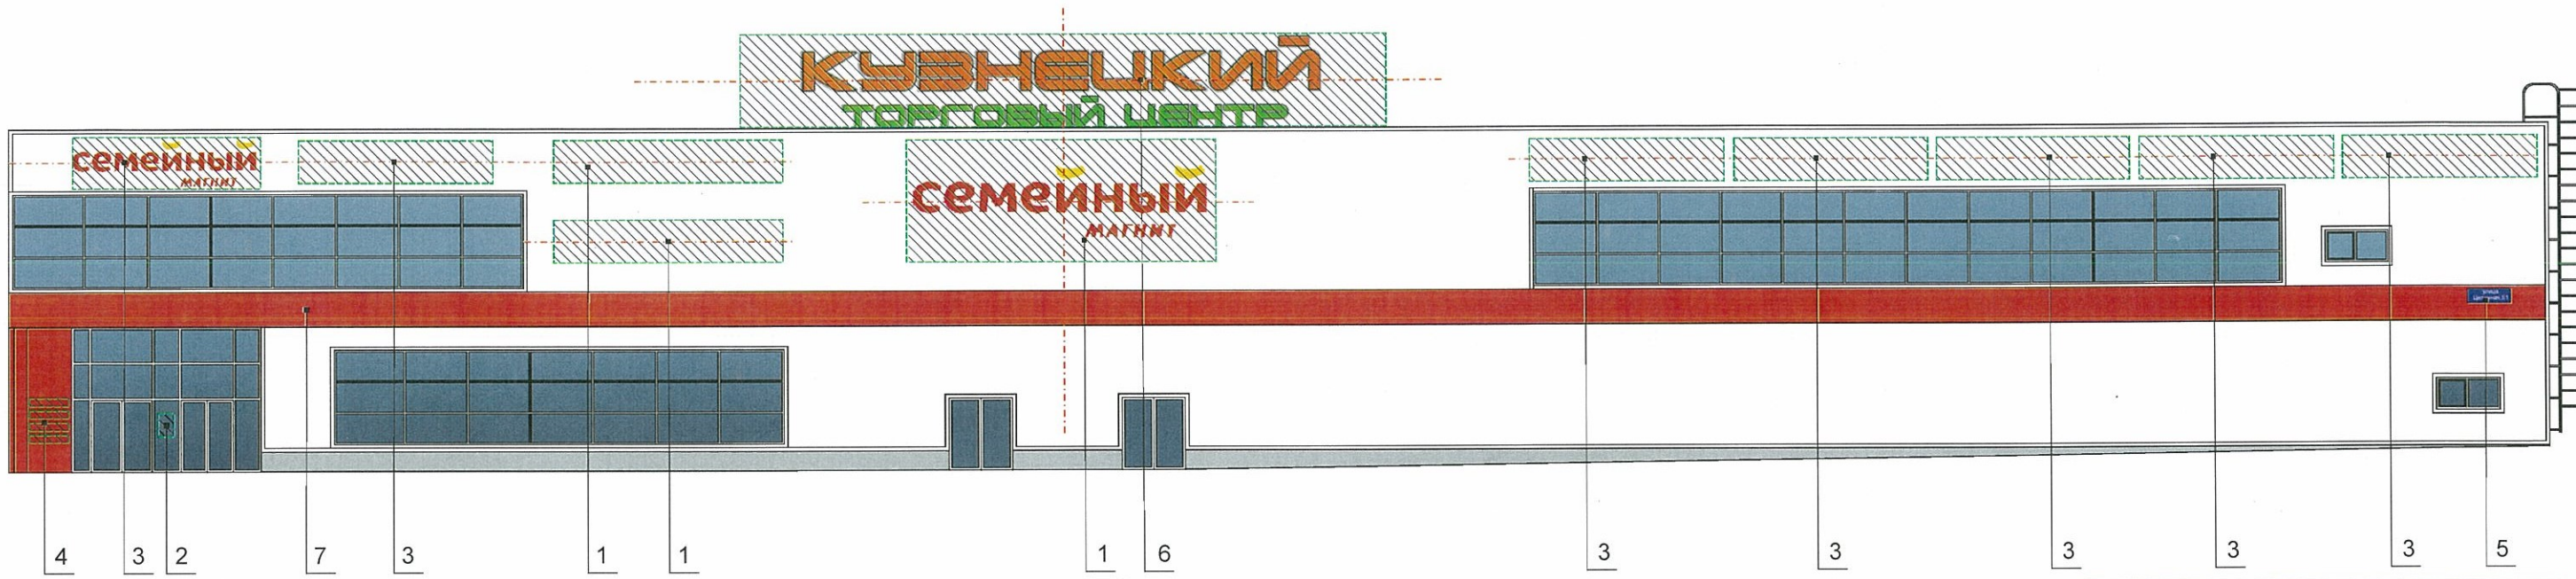 КУЗНЕЦКИЙ
ТОРГОВЫЙ ЦЕНТР
семейный
МАГНИТ
семейный
МАГНИТ
улица
4 3 2 7 3 1 1 1 6 3 3 3 3 3 5